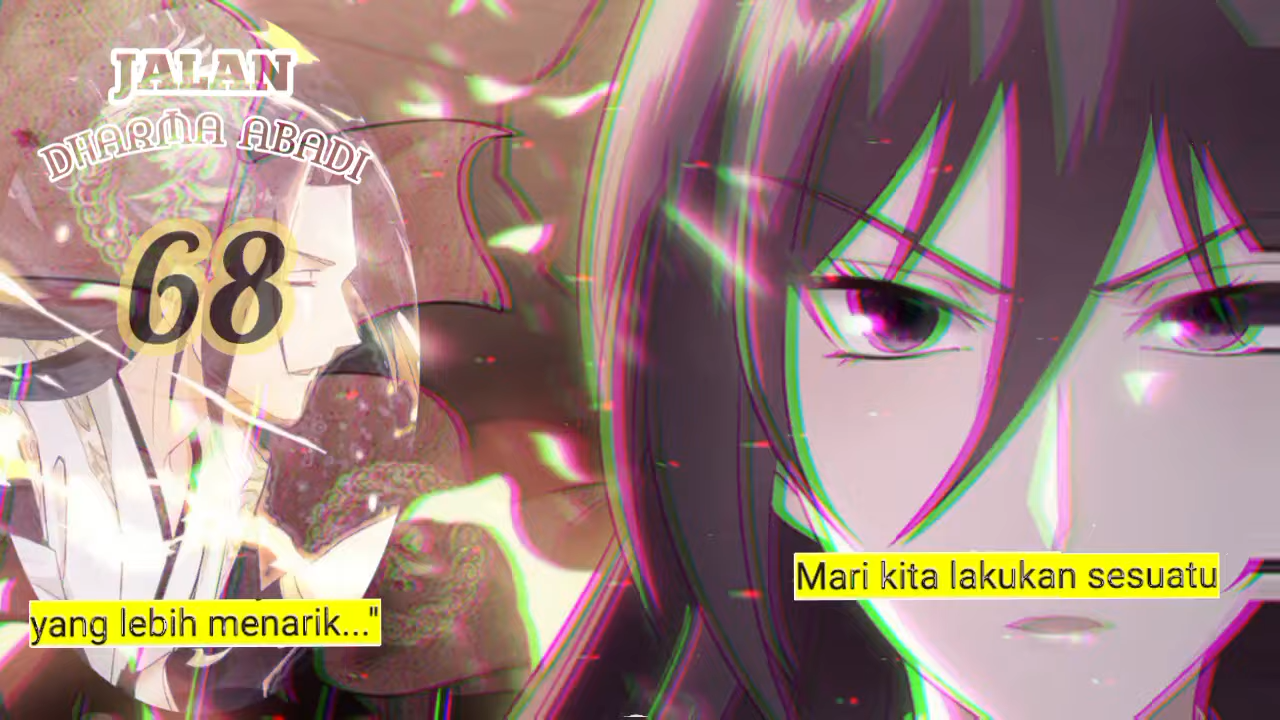 JALAN
DHARMA ABADI
68
Mari kita lakukan sesuatu
yang lebih menarik..."